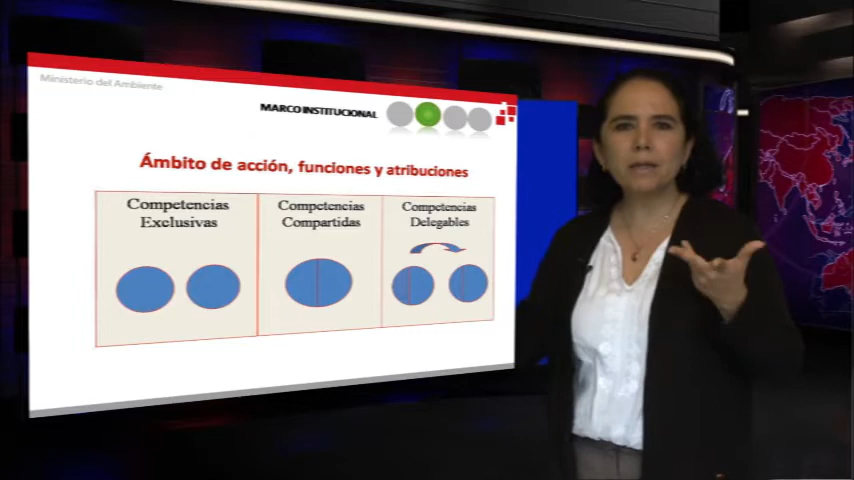 Ministerio del Ambiente
MARCO INSTITUCIONAL
Ámbito de acción, funciones y atribuciones
Competencias
Exclusivas
Competencias
Compartidas
Competencias
Delegables